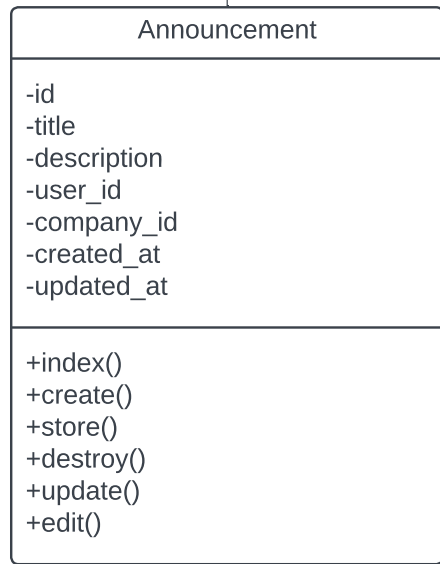 Announcement
-id
-title
-description
-user_id
-company_id
-created_at
-updated_at
+index()
+create()
+store()
+destroy()
+update()
+edit()